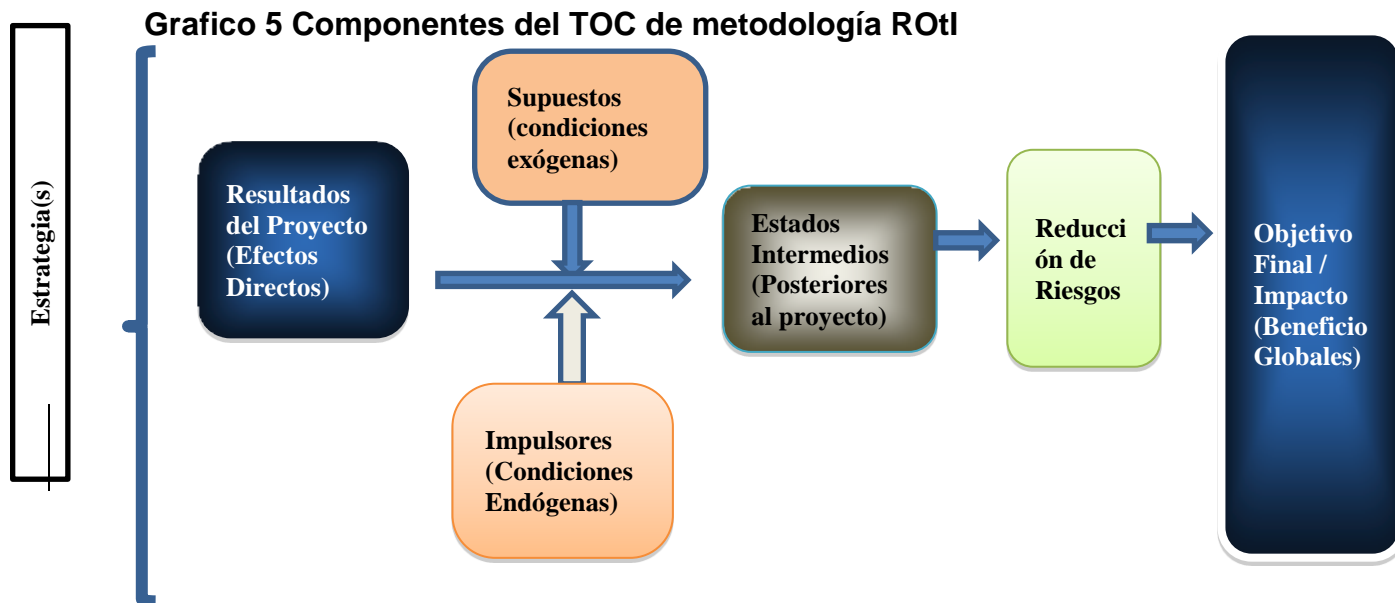 Grafico 5 Componentes del TOC de metodología ROtI
Estrategia(s)
Resultados
del Proyecto
(Efectos
Directos)
Supuestos
(condiciones
exógenas)
Impulsores
(Condiciones
Endógenas)
Estados
Intermedios
(Posteriores
al proyecto)
Reducci
ón de
Riesgos
Objetivo
Final /
Impacto
(Beneficio
Globales)